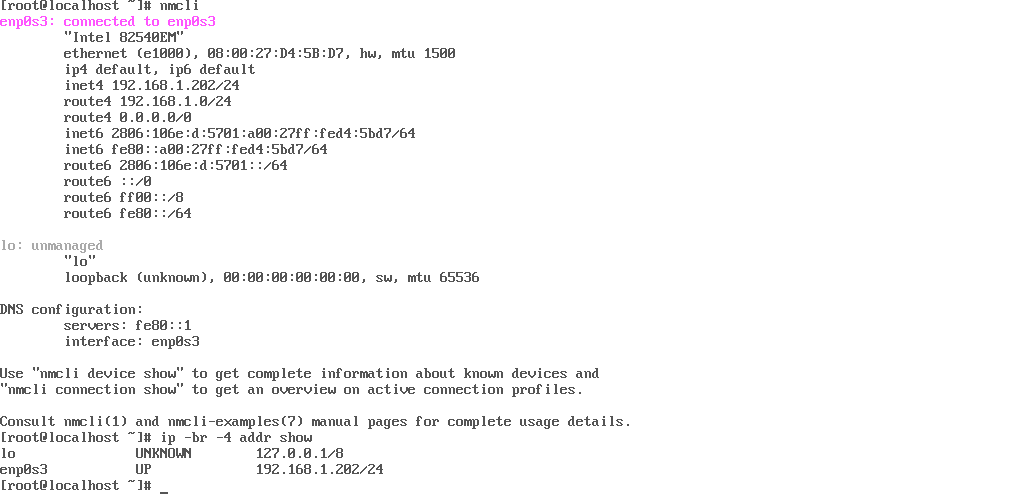 [root@localhost ~]# nmcli
enp0s3: connected to enp0s3
"Intel 82540EM"
ethernet (e1000), 08:00:27:D4:5B:D7, hw, mtu 1500
ip4 default, ip6 default
inet4 192.168.1.202/24
route4 192.168.1.0/24
route4 0.0.0.0/0
inet6 2806:106e:d:5701:a00:27ff:fed4:5bd7/64
inet6 fe80::a00:27ff:fed4:5bd7/64
route6 2806:106e:d:5701::/64
route6 ::/0
route6 ff00::/8
route6 fe80::/64
lo: unmanaged
"lo"
loopback (unknown), 00:00:00:00:00:00, sw, mtu 65536
DNS configuration:
servers: fe80::1
interface: enp0s3
Use "nmcli device show" to get complete information about known devices and
"nmcli connection show" to get an overview on active connection profiles.
Consult nmcli(1) and nmcli-examples(7) manual pages for complete usage details.
[root@localhost ~]# ip -br -4 addr show
lo UNKNOWN 127.0.0.1/8
enp0s3 UP 192.168.1.202/24
[root@localhost ~]# _